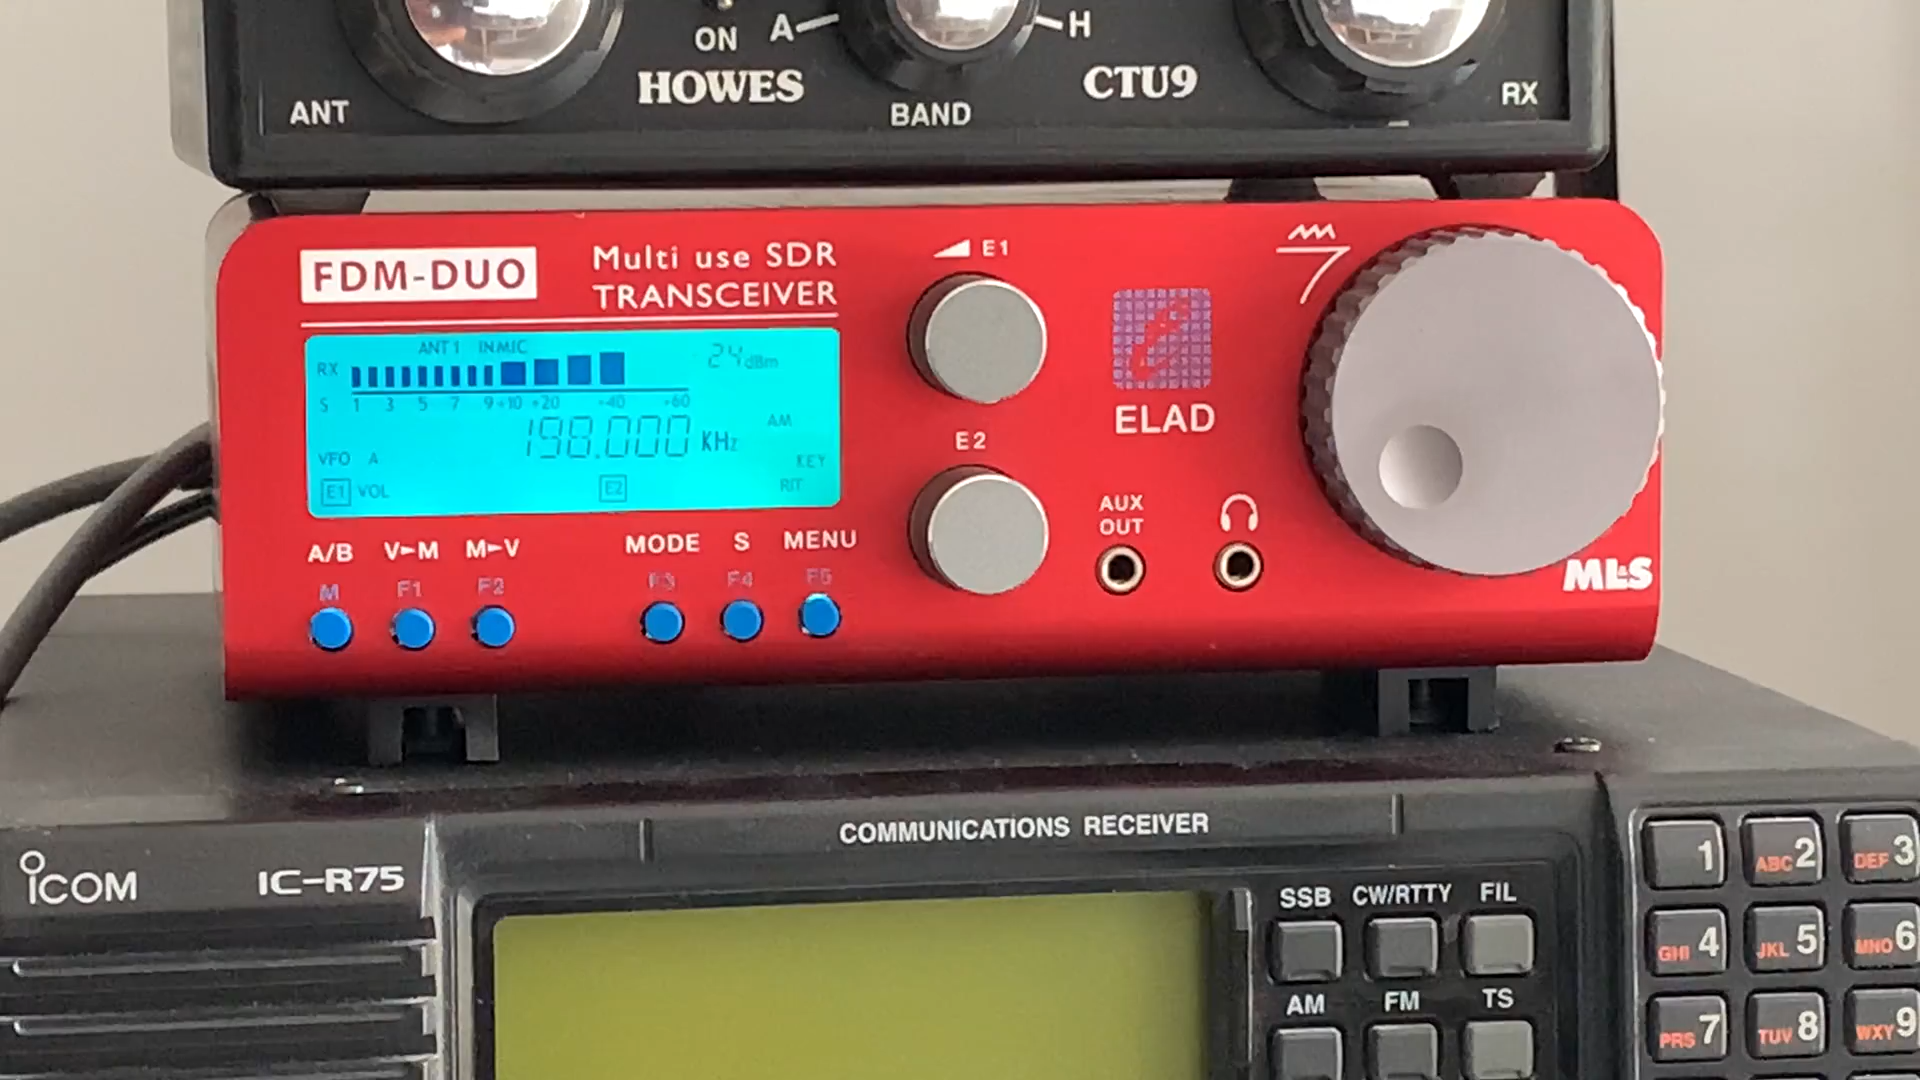 ON A H
HOWES CTU9
ANT BAND RX
FDM-DUO
Multi use SDR
TRANSCEIVER
ANT 1 INMIC
24 dBm
RX
S 1 3 5 7 9 +10 +20 +40 +60
198.000 KHz
AM
VFO A
KEY
E1 VOL
E2
RIT
A/B V►M M►V MODE S MENU
M F1 F2 F3 F4 F5
E1
E2
ELAD
AUX
OUT
ML&S
COMMUNICATIONS RECEIVER
ICOM IC-R75
SSB CW/RTTY FIL
AM FM TS
1 ABC 2 DEF 3
GHI 4 JKL 5 MNO 6
PRS 7 TUV 8 WXY 9